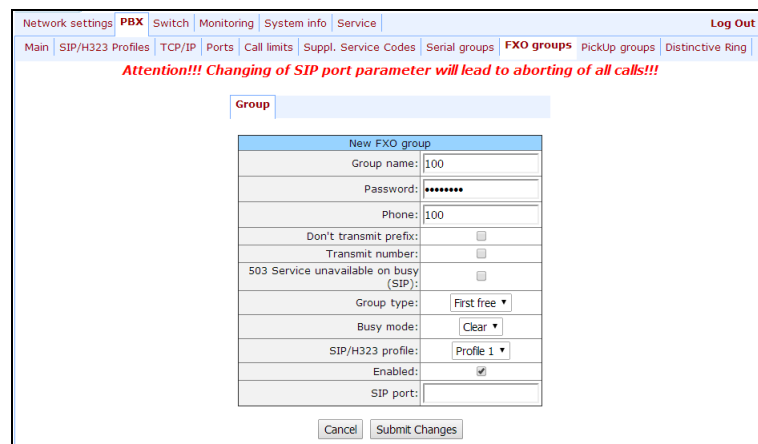 Network settings PBX Switch Monitoring System info Service Log Out
Main SIP/H323 Profiles TCP/IP Ports Call limits Suppl. Service Codes Serial groups FXO groups PickUp groups Distinctive Ring
Attention!!! Changing of SIP port parameter will lead to aborting of all calls!!!
Group
New FXO group
Group name: 100
Password: ••••••••
Phone: 100
Don't transmit prefix:
Transmit number:
503 Service unavailable on busy
(SIP):
Group type: First free
Busy mode: Clear
SIP/H323 profile: Profile 1
Enabled:
SIP port:
Cancel Submit Changes